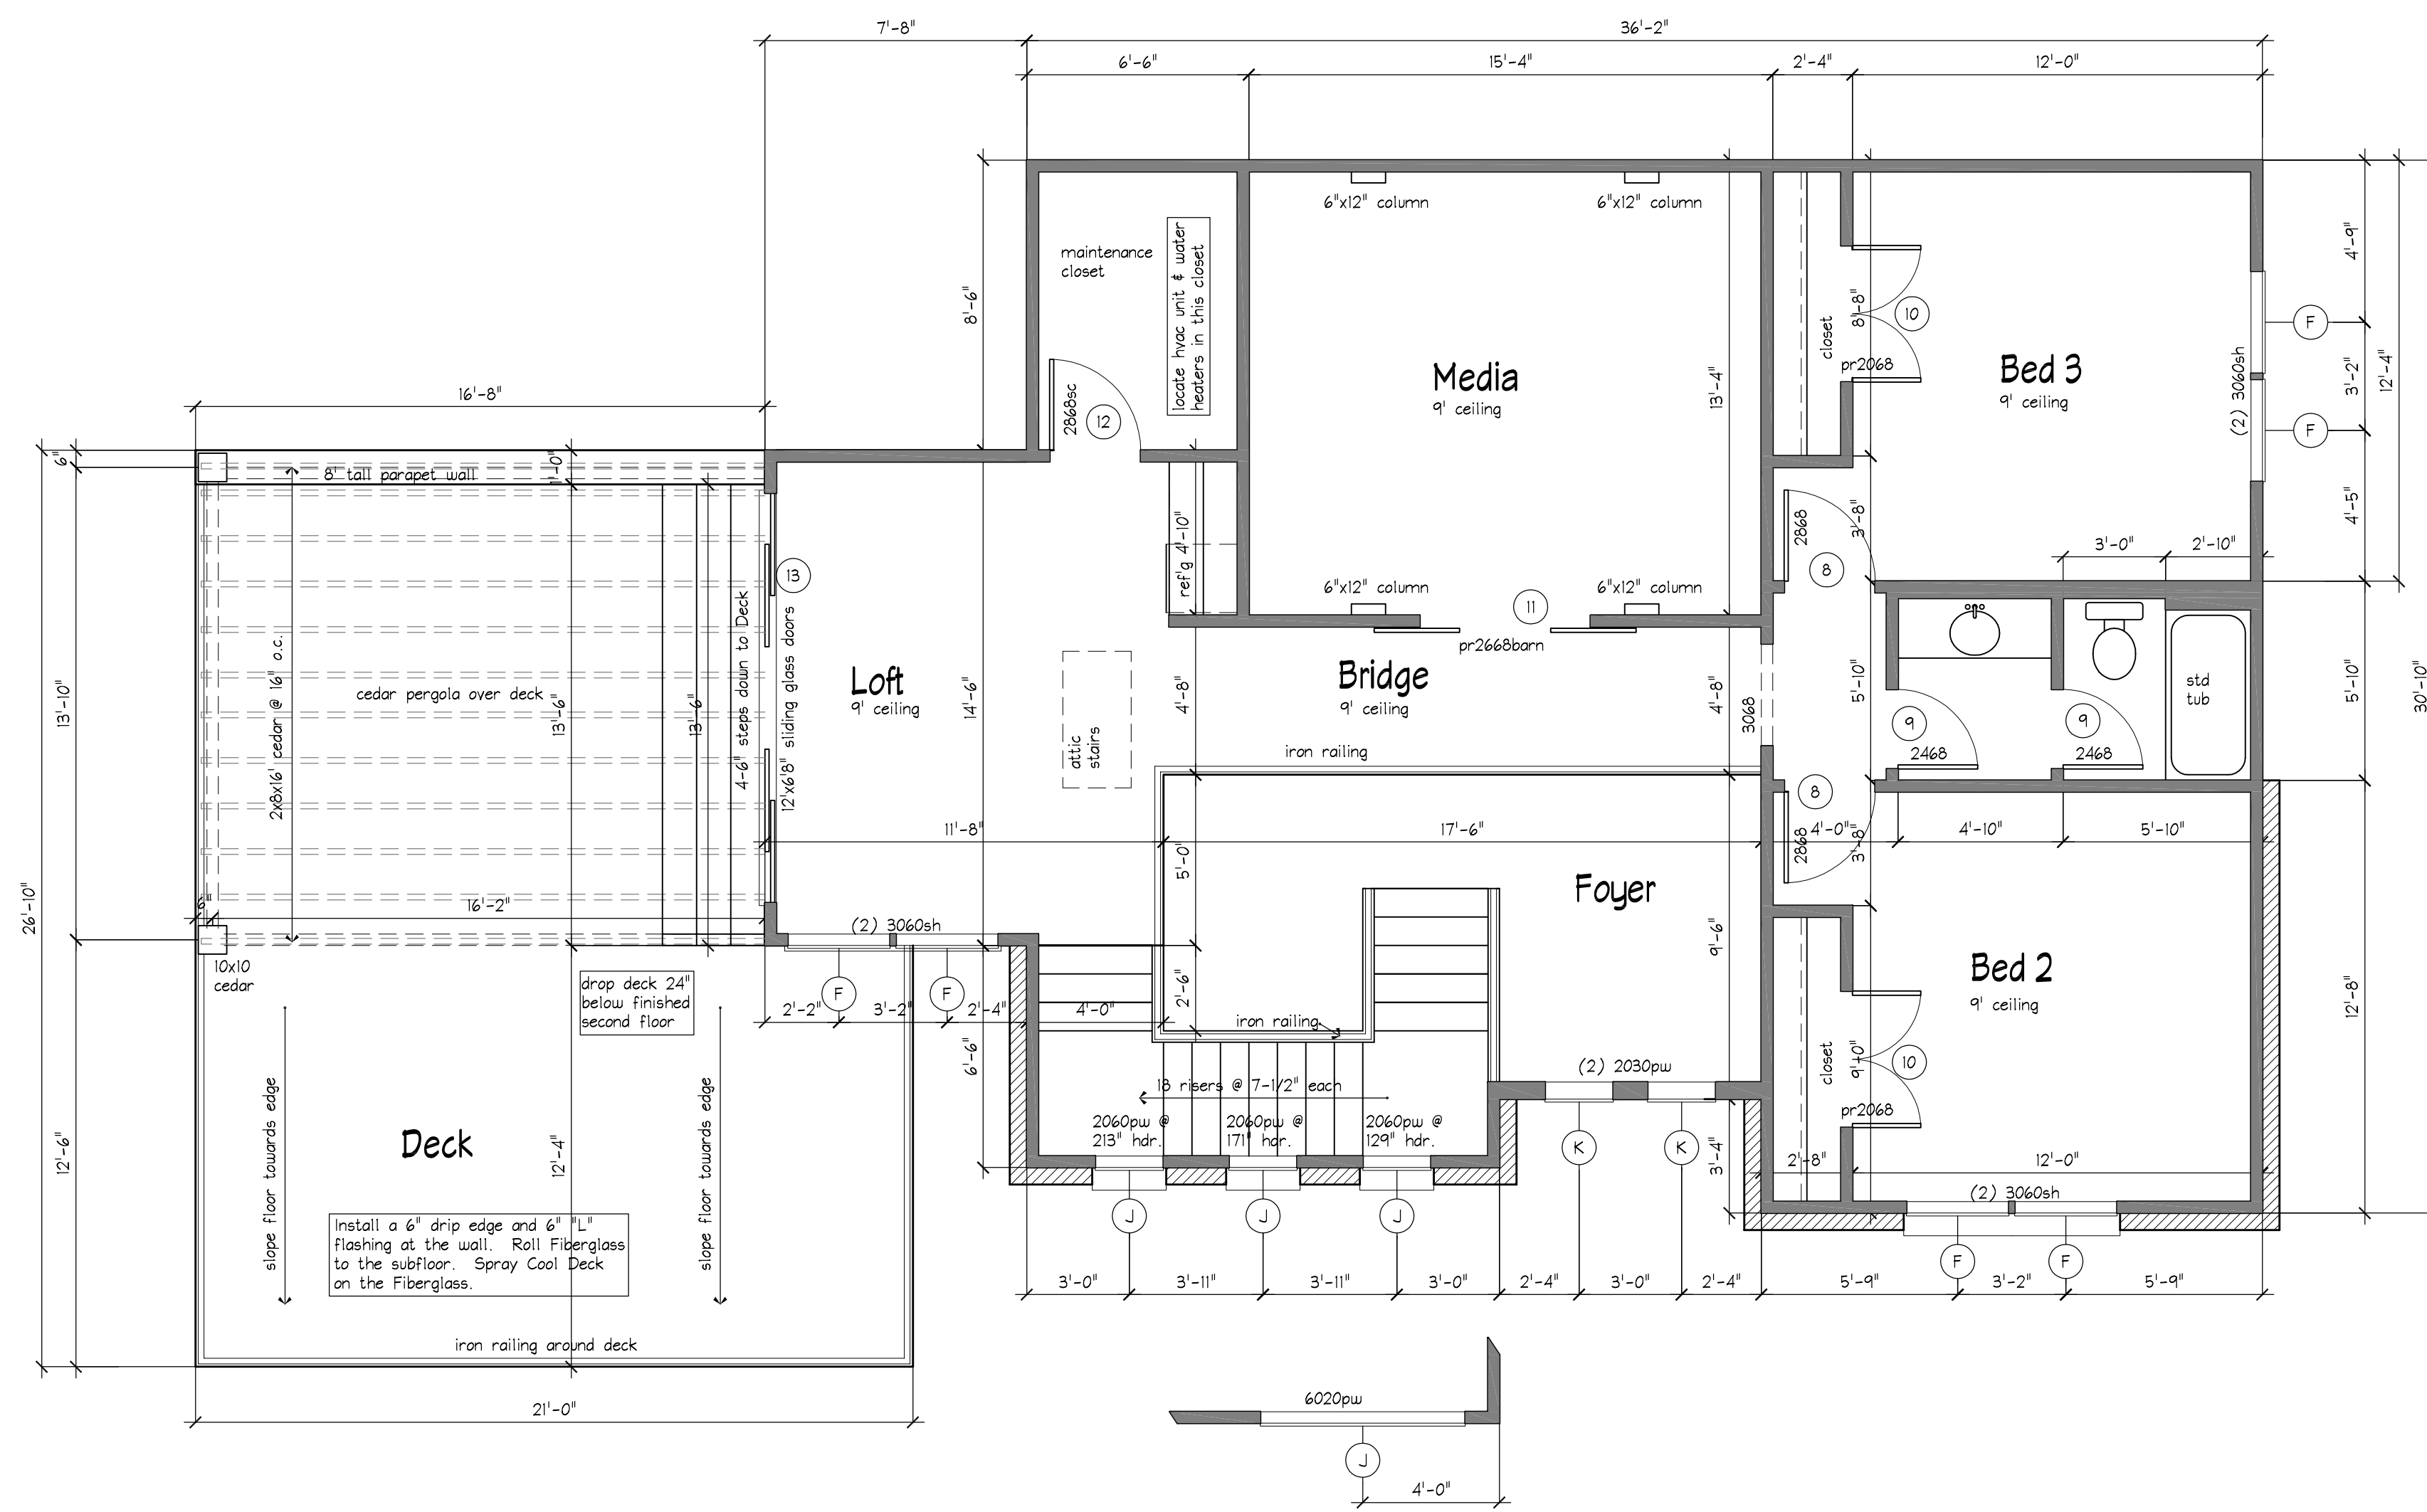 7'-8"
36'-2"
6'-6"
15'-4"
2'-4"
12'-0"
6"x12" column
6"x12" column
maintenance
closet
locate hvac unit & water
heaters in this closet
8'-6"
4'-9"
closet
8'-8"
10
F
pr2068
Media
9' ceiling
13'-4"
Bed 3
9' ceiling
(2) 3060sh
3'-2"
12'-4"
2868sc
12
16'-8"
F
6"
8' tall parapet wall
1'-0"
4'-5"
ref'g
4'-10"
2868
3'-8"
8
3'-0"
2'-10"
13
6"x12" column
6"x12" column
11
pr2668barn
2x8x16' cedar @ 16" o.c.
cedar pergola over deck
13'-10"
13'-6"
13'-6"
4-6" steps down to Deck
12'x6'8" sliding glass doors
Loft
9' ceiling
14'-6"
attic
stairs
4'-8"
Bridge
9' ceiling
4'-8"
3068
5'-10"
std
tub
5'-10"
30'-10"
9
2468
9
2468
iron railing
8
11'-8"
17'-6"
2868
4'-0"
3'-8"
4'-10"
5'-10"
5'-0"
26'-10"
6"
16'-2"
(2) 3060sh
Foyer
9'-6"
10x10
cedar
drop deck 24"
below finished
second floor
F
F
2'-2"
3'-2"
2'-4"
4'-0"
2'-6"
iron railing
Bed 2
9' ceiling
12'-8"
6'-6"
(2) 2030pw
closet
9'-0"
10
pr2068
18 risers @ 7-1/2" each
2060pw @
213" hdr.
2060pw @
171" hdr.
2060pw @
129" hdr.
K
K
3'-4"
2'-8"
12'-0"
(2) 3060sh
12'-6"
slope floor towards edge
Deck
12'-4"
slope floor towards edge
J
J
J
F
F
Install a 6" drip edge and 6" "L"
flashing at the wall. Roll Fiberglass
to the subfloor. Spray Cool Deck
on the Fiberglass.
3'-0"
3'-11"
3'-11"
3'-0"
2'-4"
3'-0"
2'-4"
5'-9"
3'-2"
5'-9"
iron railing around deck
21'-0"
6020pw
J
4'-0"